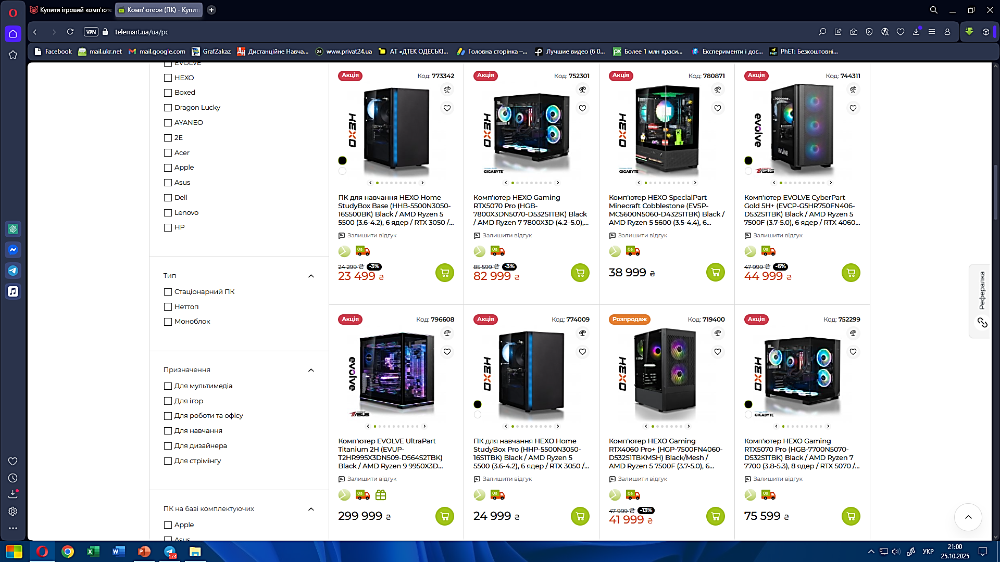 Купити ігровий комп'юте
Комп'ютери (ПК) - Купит
VPN
telemart.ua/ua/pc
Facebook
mail.ukr.net
mail.google.com
GrafZakaz
Дистанційне Навча...
24
www.privat24.ua
АТ «ДТЕК ОДЕСЬКІ...
Головна сторінка –...
Лучшие видео (6 0...
Более 1 млн краси...
Експерименти і дос...
PhET: Безкоштовні...
EVOLVE
HEXO
Boxed
Dragon Lucky
AYANEO
2E
Acer
Apple
Asus
Dell
Lenovo
HP
Тип
Стаціонарний ПК
Неттоп
Моноблок
Призначення
Для мультимедіа
Для ігор
Для роботи та офісу
Для навчання
Для дизайнера
Для стрімінгу
ПК на базі комплектуючих
Apple
Asus
Акція
Код: 773342
HEXO
ПК для навчання HEXO Home
StudyBox Base (HHB-5500N3050-
16S500BK) Black / AMD Ryzen 5
5500 (3.6-4.2), 6 ядер / RTX 3050 /...
Залишити відгук
24 299 ₴ -3%
23 499 ₴
Акція
Код: 752301
HEXO
GIGABYTE
Комп'ютер HEXO Gaming
RTX5070 Pro (HGB-
7800X3DN5070-D532S1TBK) Black
/ AMD Ryzen 7 7800X3D (4.2–5.0),...
Залишити відгук
85 599 ₴ -3%
82 999 ₴
Акція
Код: 780871
HEXO
GIGABYTE
Комп'ютер HEXO SpecialPart
Minecraft Cobblestone (EVSP-
MC5600N5060-D432S1TBK) Black /
AMD Ryzen 5 5600 (3.5-4.4), 6...
Залишити відгук
38 999 ₴
Акція
Код: 744311
evolve
evolve
ASUS
Комп'ютер EVOLVE CyberPart
Gold 5H+ (EVCP-G5HR750FN406-
D532S1TBK) Black / AMD Ryzen 5
7500F (3.7-5.0), 6 ядер / RTX 4060...
Залишити відгук
47 999 ₴ -6%
44 999 ₴
Акція
Код: 796608
evolve
ASUS
Комп'ютер EVOLVE UltraPart
Titanium 2H (EVUP-
T2HR995X3DN509-D564S2TBK)
Black / AMD Ryzen 9 9950X3D...
Залишити відгук
299 999 ₴
Акція
Код: 774009
HEXO
ПК для навчання HEXO Home
StudyBox Pro (HHP-5500N3050-
16S1TBK) Black / AMD Ryzen 5
5500 (3.6-4.2), 6 ядер / RTX 3050 /...
Залишити відгук
24 999 ₴
Розпродаж
Код: 719400
HEXO
Комп'ютер HEXO Gaming
RTX4060 Pro+ (HGP-7500FN4060-
D532S1TBKMSH) Black/Mesh /
AMD Ryzen 5 7500F (3.7-5.0), 6...
Залишити відгук
47 999 ₴ -13%
41 999 ₴
Акція
Код: 752299
HEXO
GIGABYTE
Комп'ютер HEXO Gaming
RTX5070 Pro (HGB-7700N5070-
D532S1TBK) Black / AMD Ryzen 7
7700 (3.8-5.3), 8 ядер / RTX 5070 /...
Залишити відгук
75 599 ₴
Рефералка
174
УКР
21:00
25.10.2025